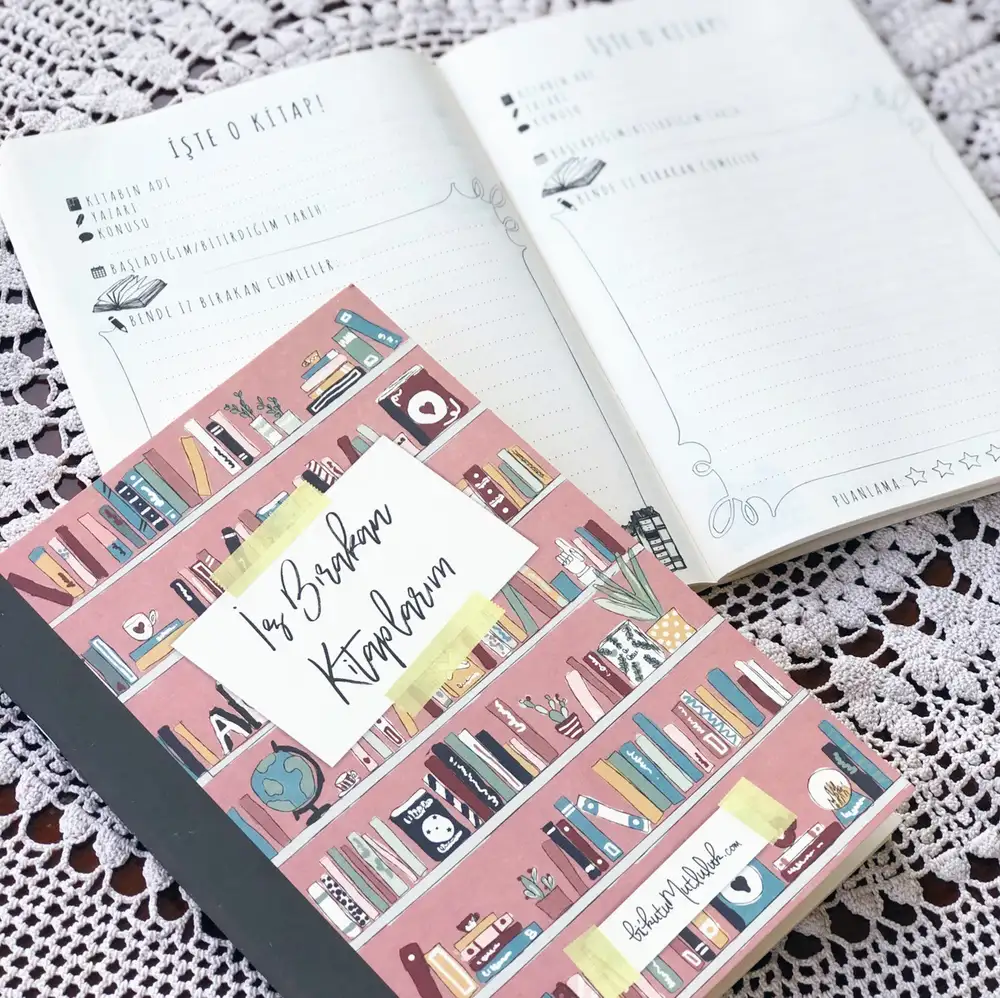 İŞTE O KİTAP!
KİTABIN ADI
YAZARI
KONUSU
BAŞLADIĞIM/BİTİRDİĞİM TARİH:
BENDE İZ BIRAKAN CÜMLELER:
İŞTE O KİTAP!
KİTABIN ADI
YAZARI
KONUSU
BAŞLADIĞIM/BİTİRDİĞİM TARİH:
BENDE İZ BIRAKAN CÜMLELER:
PUANLAMA:
İz Bırakan
Kitaplarım
bikutuMutluluk.com